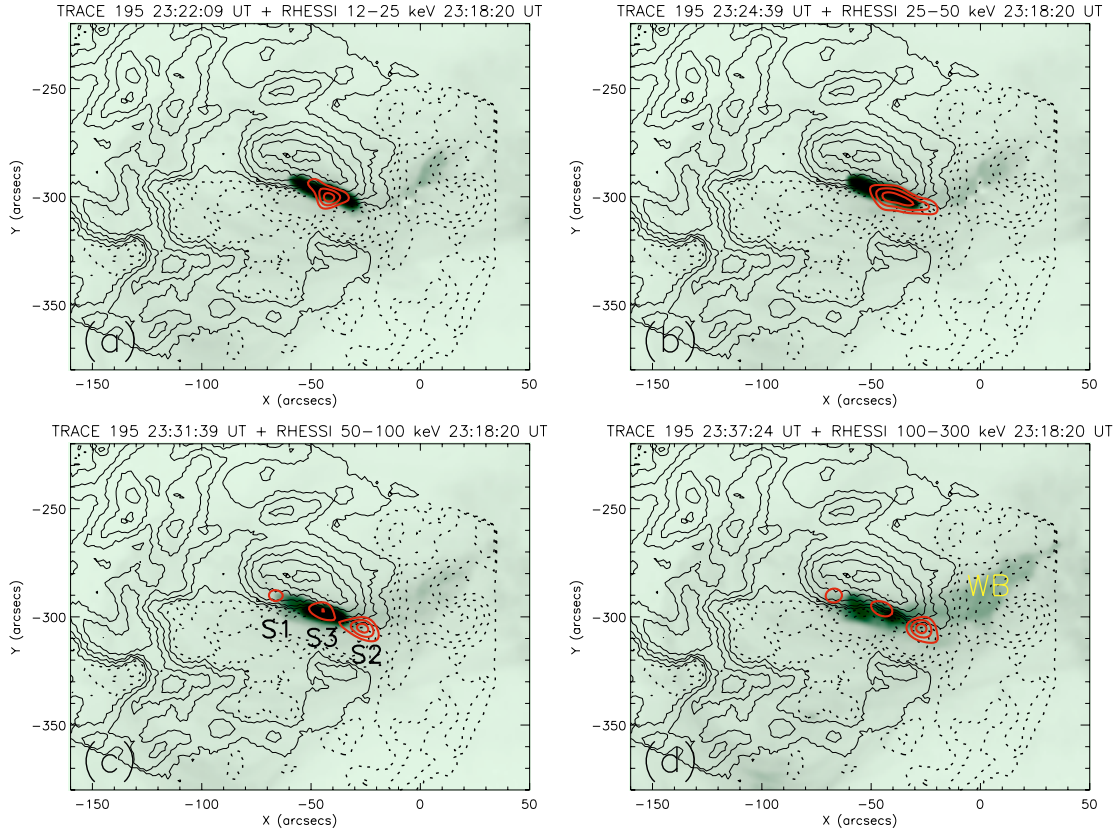 TRACE 195 23:22:09 UT + RHESSI 12−25 keV 23:18:20 UT
Y (arcsecs)
−250
−300
−350
(a)
−150 −100 −50 0 50
X (arcsecs)
TRACE 195 23:24:39 UT + RHESSI 25−50 keV 23:18:20 UT
Y (arcsecs)
−250
−300
−350
(b)
−150 −100 −50 0 50
X (arcsecs)
TRACE 195 23:31:39 UT + RHESSI 50−100 keV 23:18:20 UT
Y (arcsecs)
−250
−300
−350
S1
S3
S2
(c)
−150 −100 −50 0 50
X (arcsecs)
TRACE 195 23:37:24 UT + RHESSI 100−300 keV 23:18:20 UT
Y (arcsecs)
−250
−300
−350
WB
(d)
−150 −100 −50 0 50
X (arcsecs)